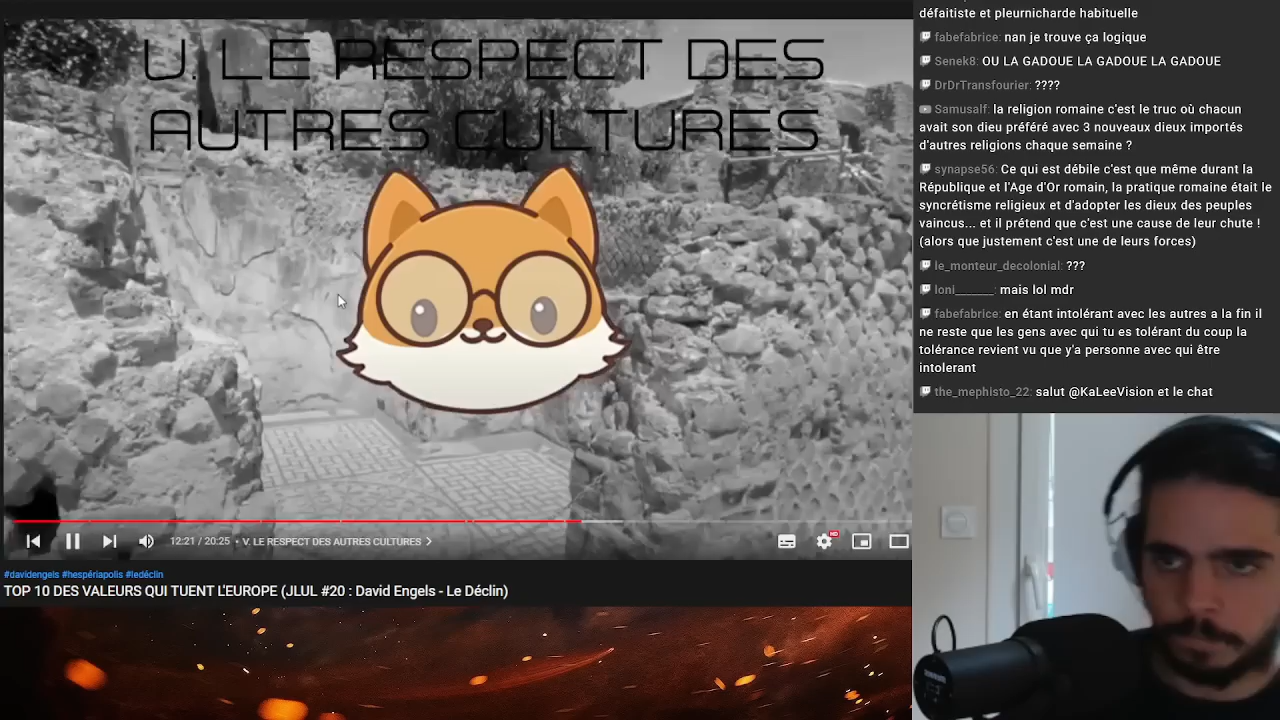 V. LE RESPECT DES
AUTRES CULTURES
12:21 / 20:25 • V. LE RESPECT DES AUTRES CULTURES
HD
#davidengels #hespériapolis #ledéclin
TOP 10 DES VALEURS QUI TUENT L'EUROPE (JLUL #20 : David Engels - Le Déclin)
défaitiste et pleurnicharde habituelle
fabefabrice: nan je trouve ça logique
Senek8: OU LA GADOUE LA GADOUE LA GADOUE
DrDrTransfourier: ????
Samusalf: la religion romaine c'est le truc où chacun
avait son dieu préféré avec 3 nouveaux dieux importés
d'autres religions chaque semaine ?
synapse56: Ce qui est débile c'est que même durant la
République et l'Age d'Or romain, la pratique romaine était le
syncrétisme religieux et d'adopter les dieux des peuples
vaincus... et il prétend que c'est une cause de leur chute !
(alors que justement c'est une de leurs forces)
le_monteur_decolonial: ???
loni_______: mais lol mdr
fabefabrice: en étant intolérant avec les autres a la fin il
ne reste que les gens avec qui tu es tolérant du coup la
tolérance revient vu que y'a personne avec qui être
intolerant
the_mephisto_22: salut @KaLeeVision et le chat